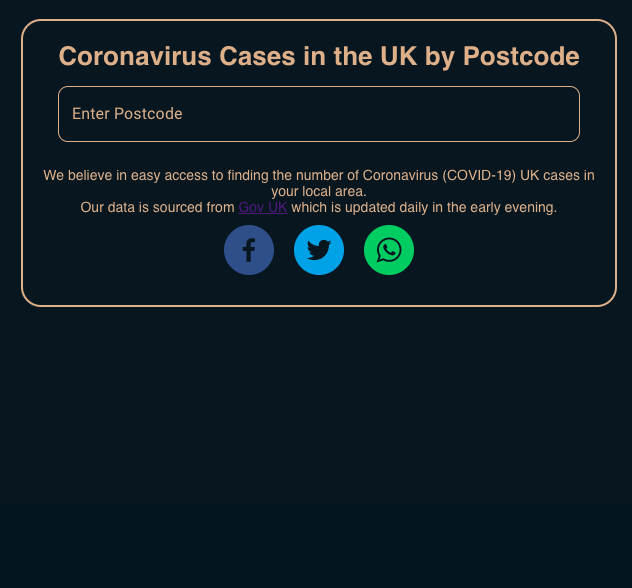 Coronavirus Cases in the UK by Postcode
Enter Postcode
We believe in easy access to finding the number of Coronavirus (COVID-19) UK cases in
your local area.
Our data is sourced from Gov UK which is updated daily in the early evening.